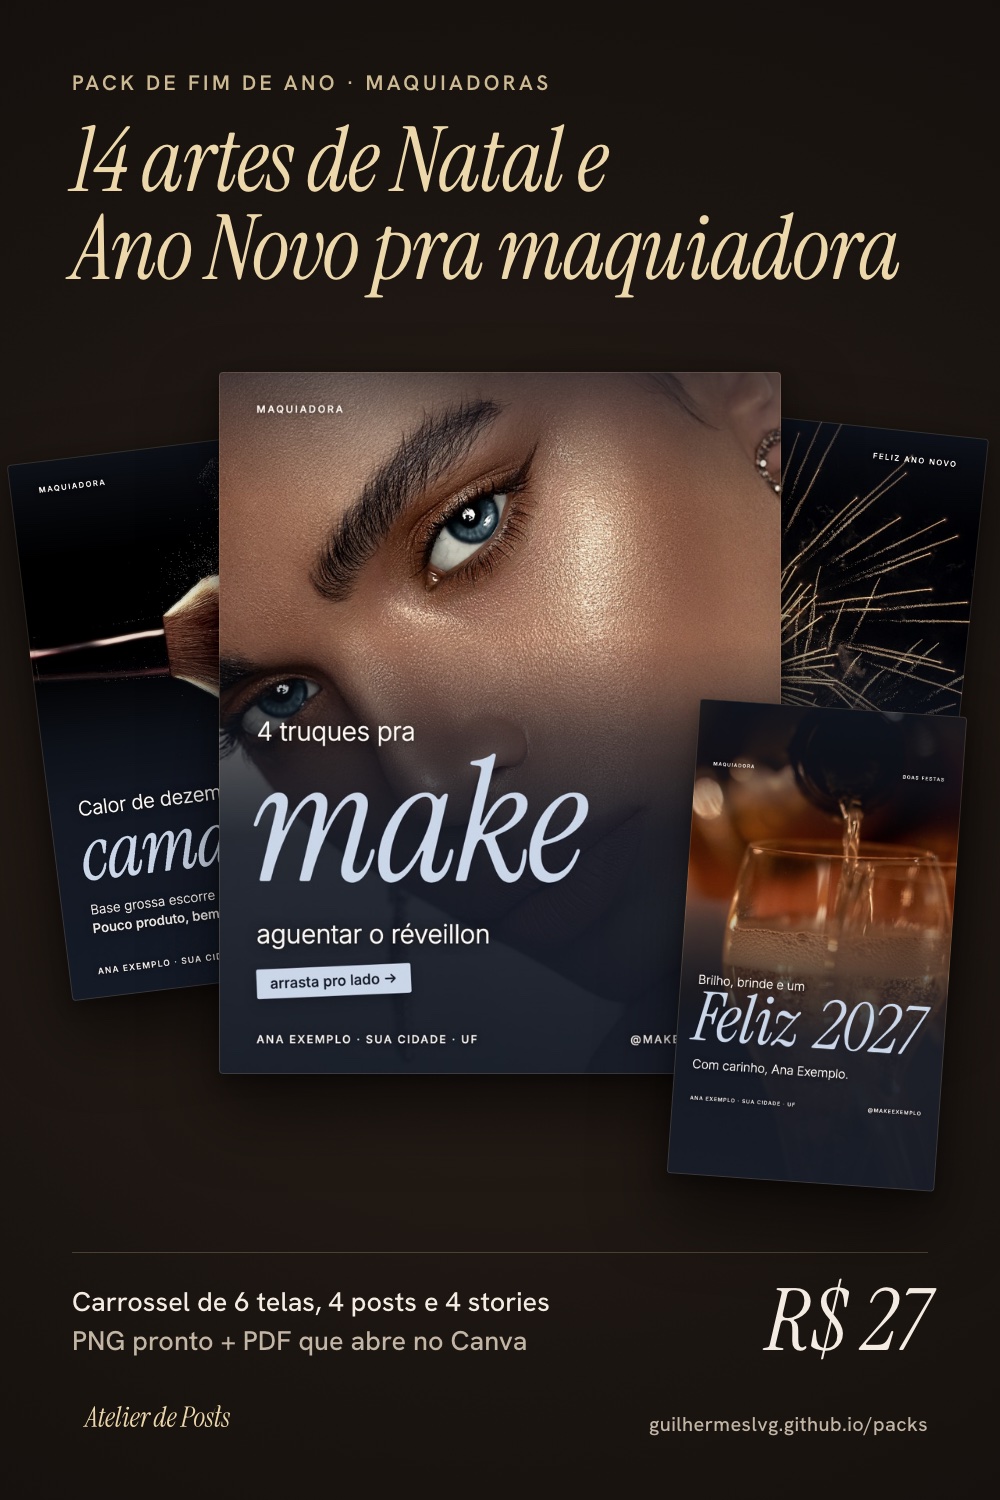 PACK DE FIM DE ANO · MAQUIADORAS
14 artes de Natal e
Ano Novo pra maquiadora
MAQUIADORA
Calor de dezem
cama
Base grossa escorre
Pouco produto, bem
ANA EXEMPLO · SUA CID
MAQUIADORA
4 truques pra
make
aguentar o réveillon
arrasta pro lado →
ANA EXEMPLO · SUA CIDADE · UF
@MAKE
FELIZ ANO NOVO
MAQUIADORA
BOAS FESTAS
Brilho, brinde e um
Feliz 2027
Com carinho, Ana Exemplo.
ANA EXEMPLO · SUA CIDADE · UF
@MAKEEXEMPLO
Carrossel de 6 telas, 4 posts e 4 stories
PNG pronto + PDF que abre no Canva
R$ 27
Atelier de Posts
guilhermeslvg.github.io/packs